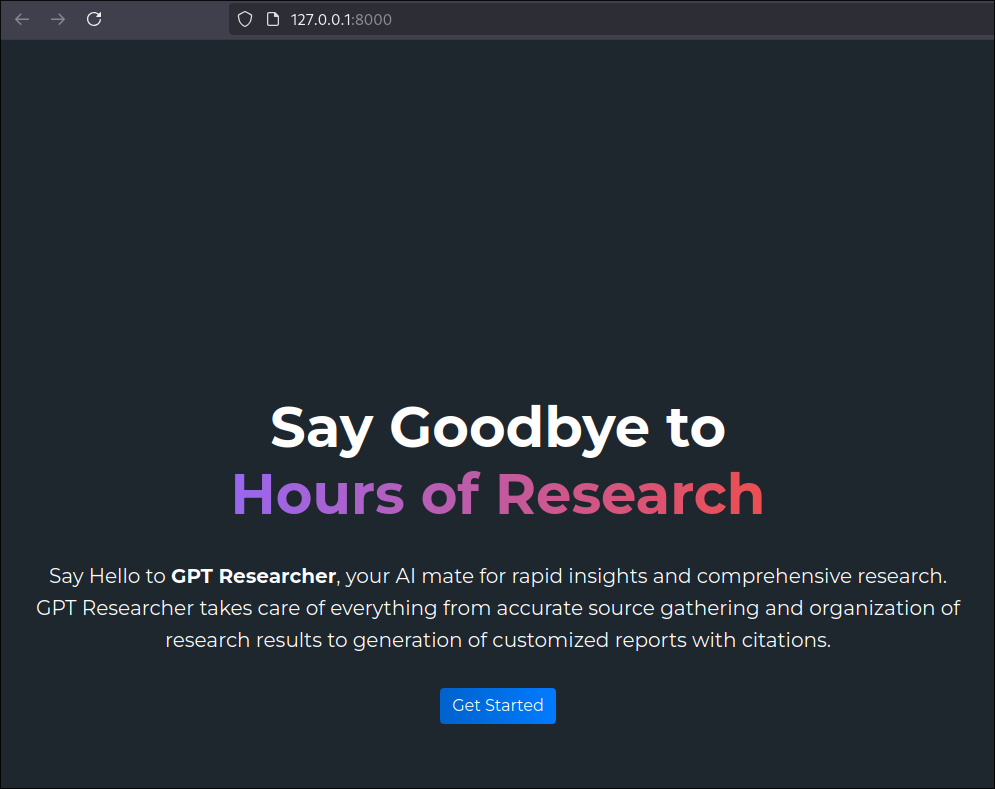 127.0.0.1:8000
Say Goodbye to
Hours of Research
Say Hello to GPT Researcher, your AI mate for rapid insights and comprehensive research.
GPT Researcher takes care of everything from accurate source gathering and organization of
research results to generation of customized reports with citations.
Get Started